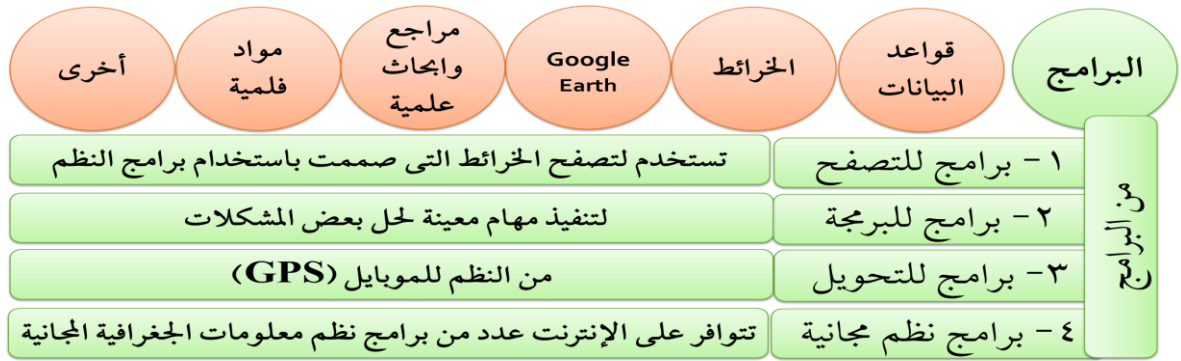 البرامج
قواعد
البيانات
الخرائط
Google
Earth
مراجع
وابحاث
علمية
مواد
فلمية
أخرى
من البرامج
١- برامج للتصفح
تستخدم لتصفح الخرائط التى صممت باستخدام برامج النظم
٢- برامج للبرمجة
لتنفيذ مهام معينة لحل بعض المشكلات
٣- برامج للتحويل
من النظم للموبايل (GPS)
٤- برامج نظم مجانية
تتوافر على الإنترنت عدد من برامج نظم معلومات الجغرافية المجانية